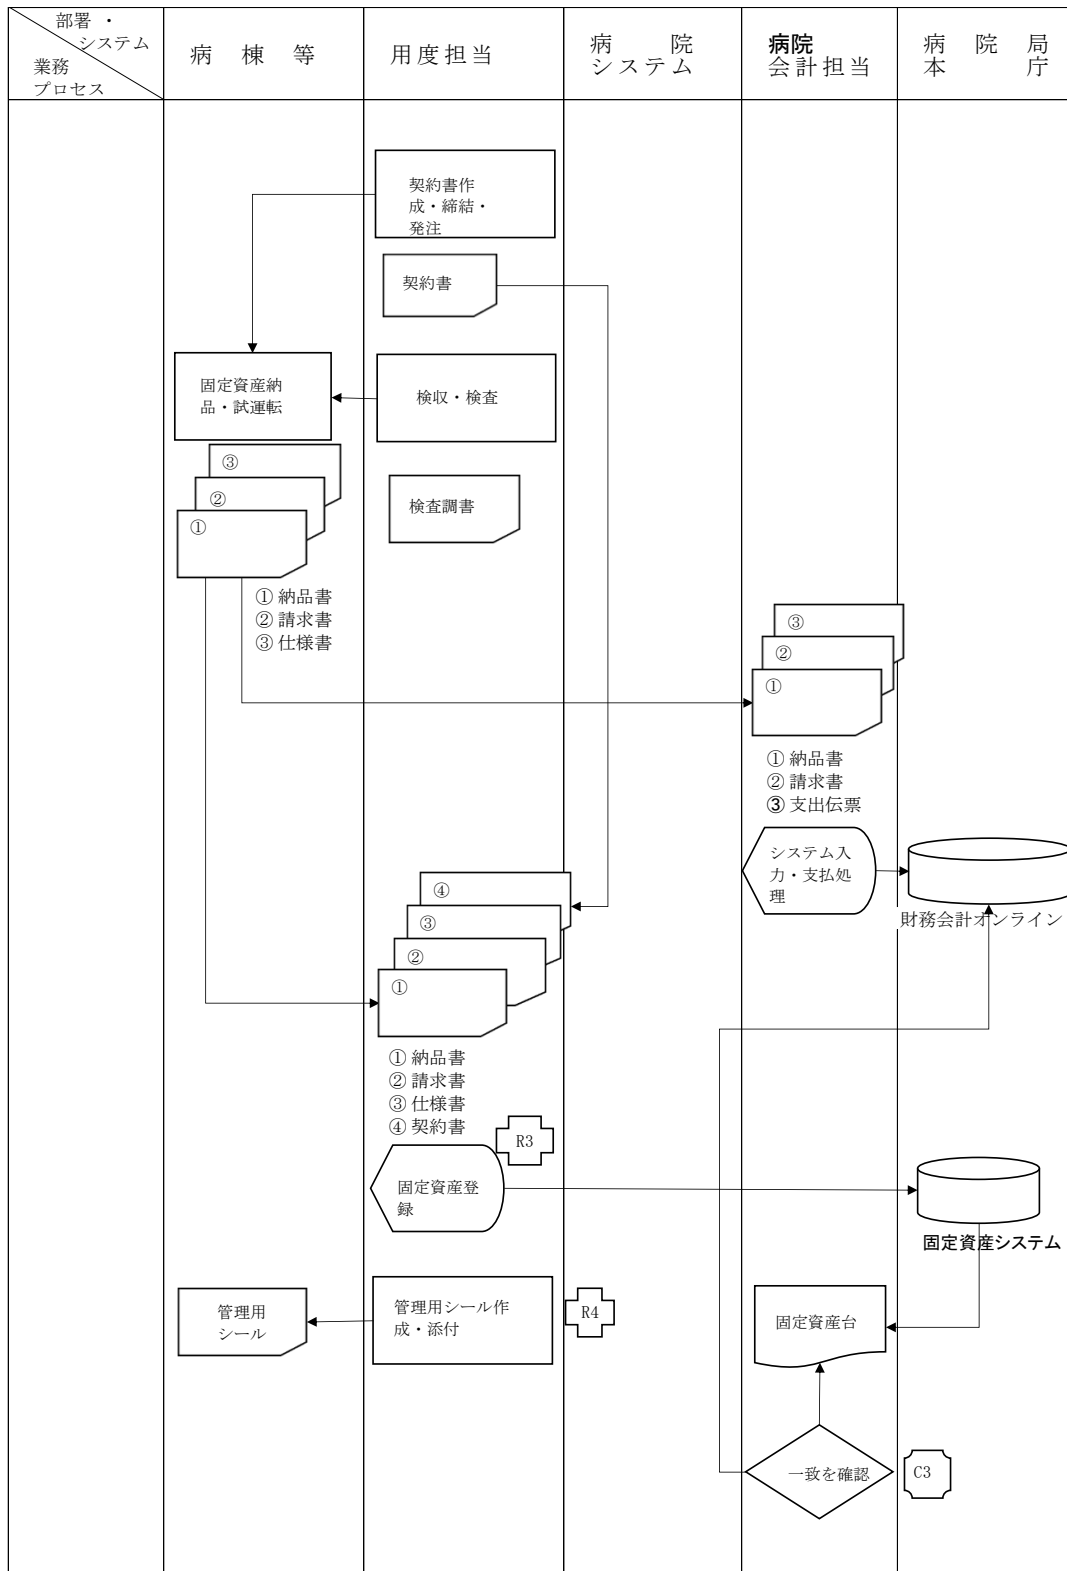 部署・
システム
業務
プロセス
病棟等
用度担当
病院
システム
病院
会計担当
病院局
本庁
契約書作
成・締結・
発注
契約書
固定資産納
品・試運転
検収・検査
③
②
①
検査調書
① 納品書
② 請求書
③ 仕様書
③
②
①
① 納品書
② 請求書
③ 支出伝票
システム入
力・支払処
理
財務会計オンライン
④
③
②
①
① 納品書
② 請求書
③ 仕様書
④ 契約書
R3
固定資産登
録
固定資産システム
管理用
シール
管理用シール作
成・添付
R4
固定資産台
一致を確認
C3